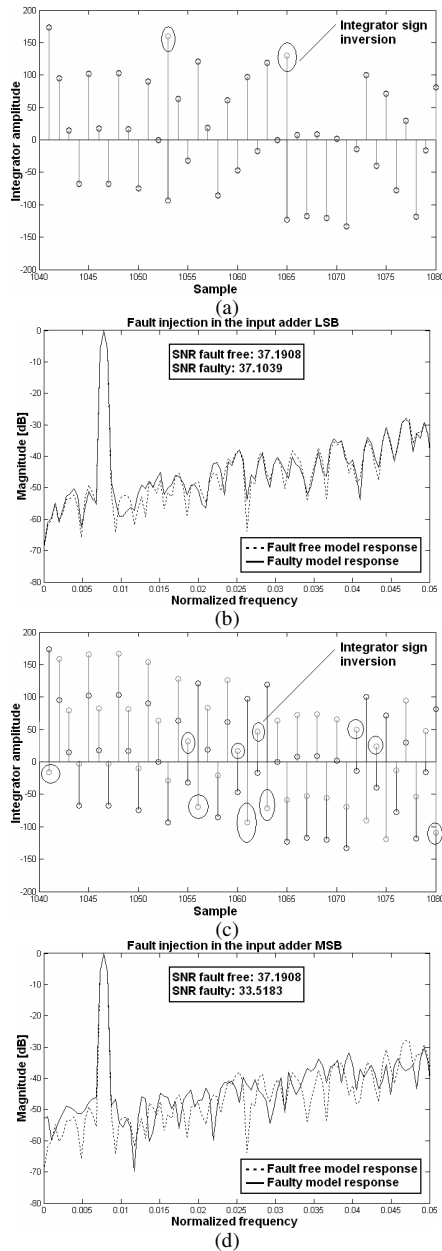 200
150
100
50
0
-50
-100
-150
-200
Integrator amplitude
Integrator sign
inversion
1040 1045 1050 1055 1060 1065 1070 1075 1080
Sample
(a)
Fault injection in the input adder LSB
0
-10
-20
-30
-40
-50
-60
-70
-80
Magnitude [dB]
SNR fault free: 37.1908
SNR faulty: 37.1039
Fault free model response
Faulty model response
0 0.005 0.01 0.015 0.02 0.025 0.03 0.035 0.04 0.045 0.05
Normalized frequency
(b)
200
150
100
50
0
-50
-100
-150
-200
Integrator amplitude
Integrator sign
inversion
1040 1045 1050 1055 1060 1065 1070 1075 1080
Sample
(c)
Fault injection in the input adder MSB
0
-10
-20
-30
-40
-50
-60
-70
-80
Magnitude [dB]
SNR fault free: 37.1908
SNR faulty: 33.5183
Fault free model response
Faulty model response
0 0.005 0.01 0.015 0.02 0.025 0.03 0.035 0.04 0.045 0.05
Normalized frequency
(d)